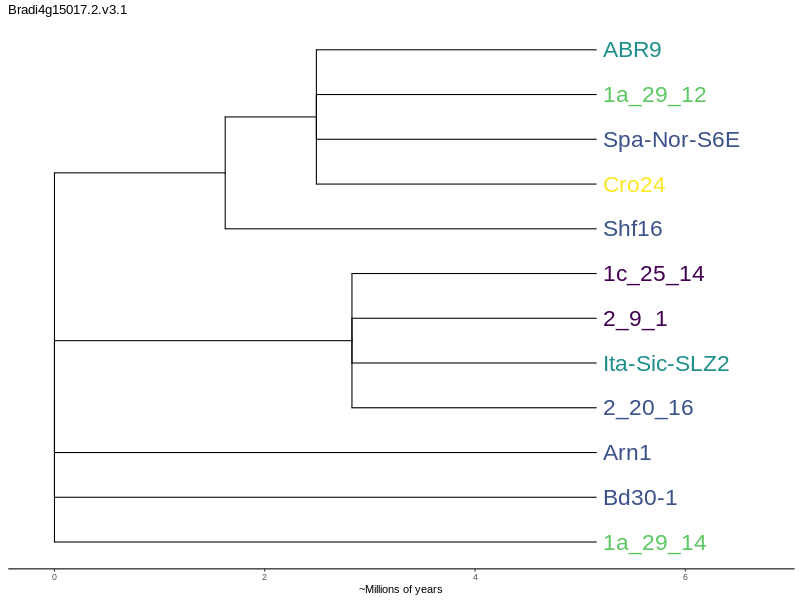 Bradi4g15017.2.v3.1
ABR9
1a_29_12
Spa-Nor-S6E
Cro24
Shf16
1c_25_14
2_9_1
Ita-Sic-SLZ2
2_20_16
Arn1
Bd30-1
1a_29_14
0 2 4 6
~Millions of years